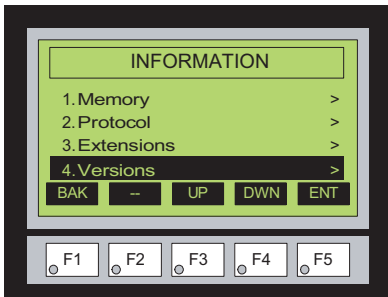 INFORMATION
1.Memory >
2.Protocol >
3.Extensions >
4.Versions >
BAK -- UP DWN ENT
F1 F2 F3 F4 F5